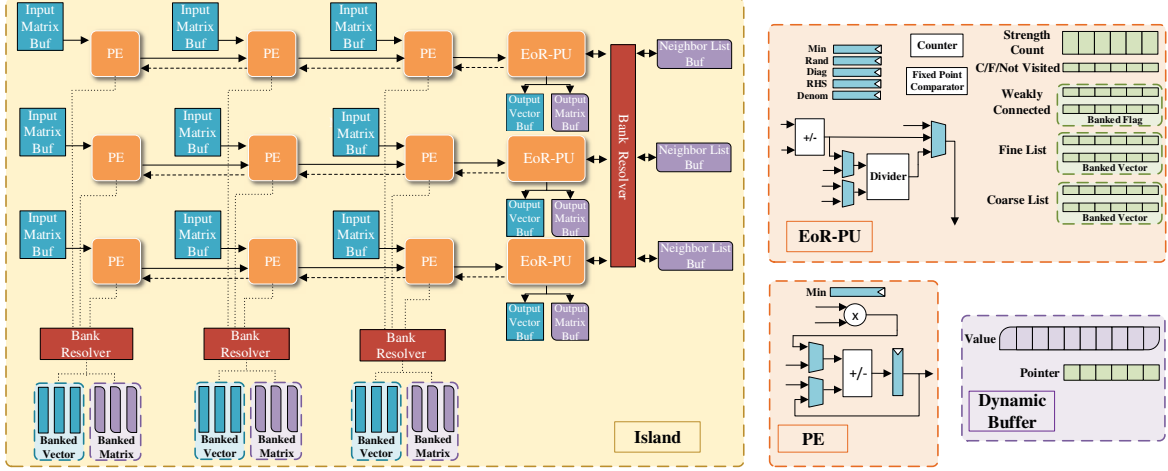 Input
Matrix
Buf
Input
Matrix
Buf
Input
Matrix
Buf
PE
PE
PE
EoR-PU
Neighbor List
Buf
Output
Vector
Buf
Output
Matrix
Buf
Input
Matrix
Buf
Input
Matrix
Buf
Input
Matrix
Buf
PE
PE
PE
EoR-PU
Bank Resolver
Neighbor List
Buf
Output
Vector
Buf
Output
Matrix
Buf
Input
Matrix
Buf
Input
Matrix
Buf
Input
Matrix
Buf
PE
PE
PE
EoR-PU
Neighbor List
Buf
Output
Vector
Buf
Output
Matrix
Buf
Bank
Resolver
Bank
Resolver
Bank
Resolver
Banked
Vector
Banked
Matrix
Banked
Vector
Banked
Matrix
Banked
Vector
Banked
Matrix
Island
Min
Rand
Diag
RHS
Denom
Counter
Fixed Point
Comparator
Strength
Count
C/F/Not Visited
Weakly
Connected
Banked Flag
Fine List
Banked Vector
Coarse List
Banked Vector
+/-
Divider
EoR-PU
Min
x
+/-
PE
Value
Pointer
Dynamic
Buffer